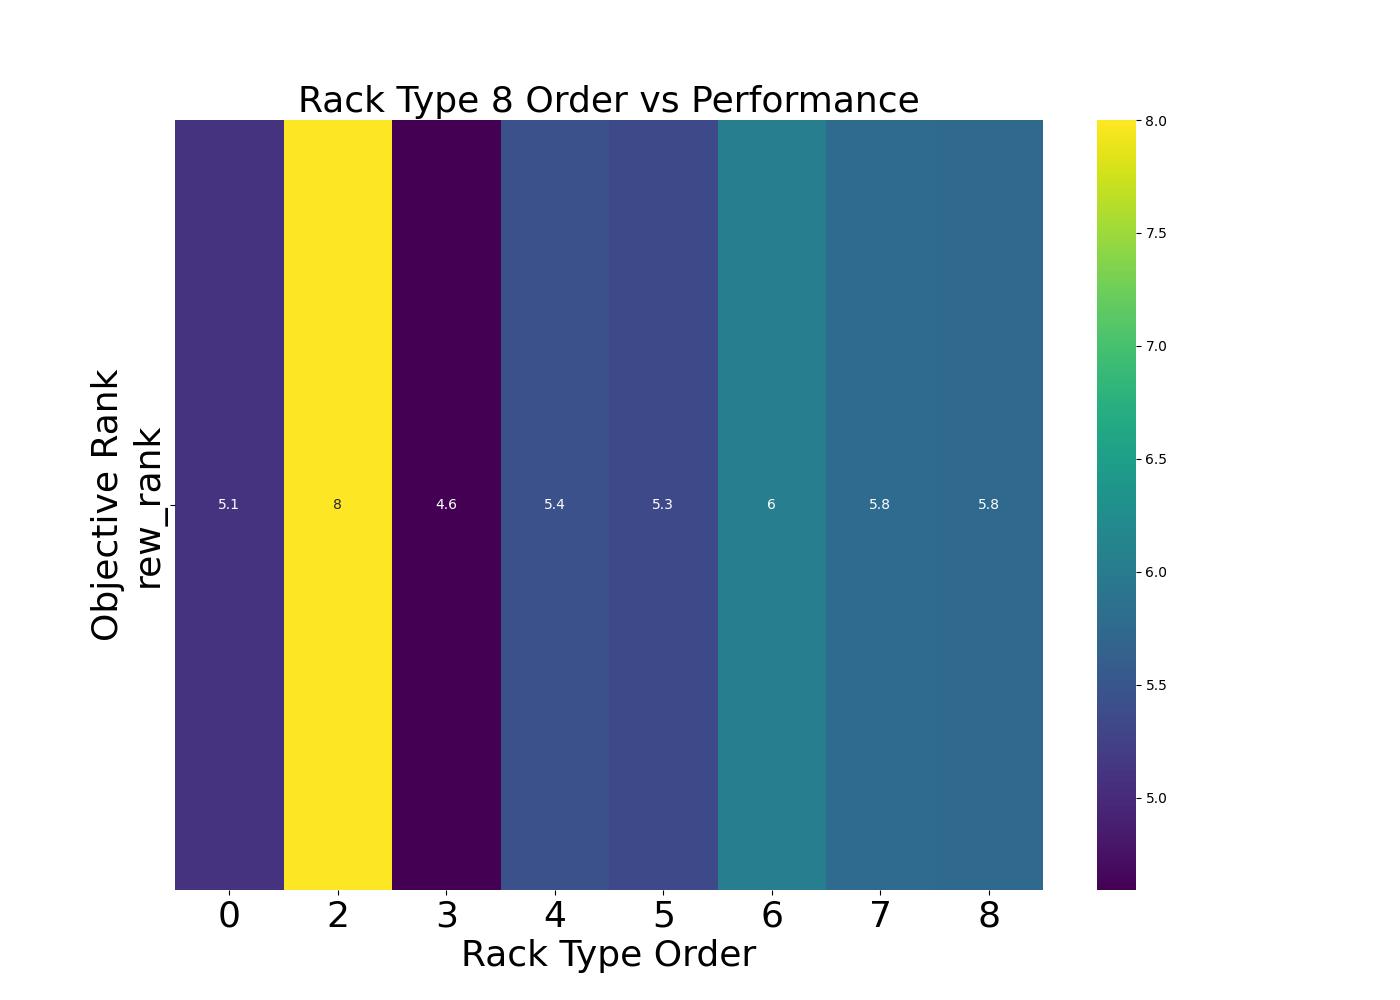 Rack Type 8 Order vs Performance
Objective Rank
rew_rank
5.1 8 4.6 5.4 5.3 6 5.8 5.8
0 2 3 4 5 6 7 8
Rack Type Order
8.0
7.5
7.0
6.5
6.0
5.5
5.0